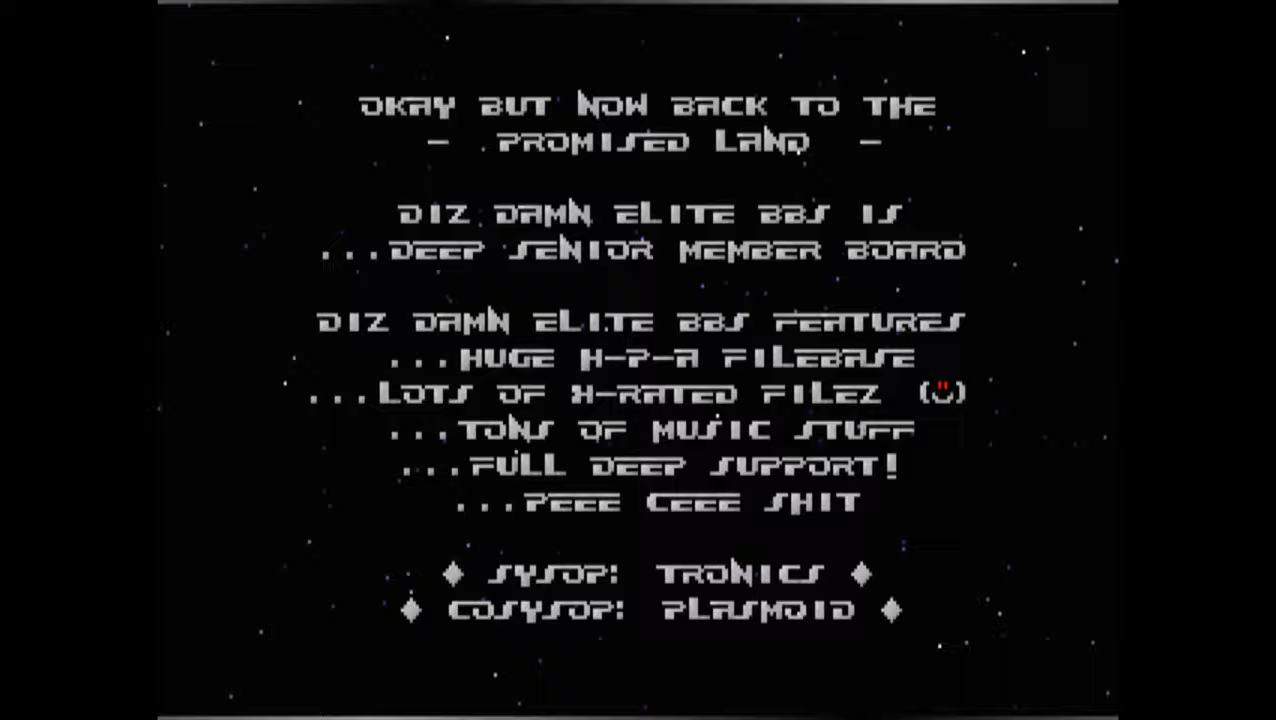 OKAY BUT NOW BACK TO THE
- PROMISED LAND -
DIZ DAMN ELITE BBS IS
...DEEP SENIOR MEMBER BOARD
DIZ DAMN ELITE BBS FEATURES
...HUGE H-P-A FILEBASE
...LOTS OF X-RATED FILEZ (ü)
...TONS OF MUSIC STUFF
...FULL DEEP SUPPORT!
...PEEE CEEE SHIT
♦ SYSOP: TRONICS ♦
♦ COSYSOP: PLASMOID ♦